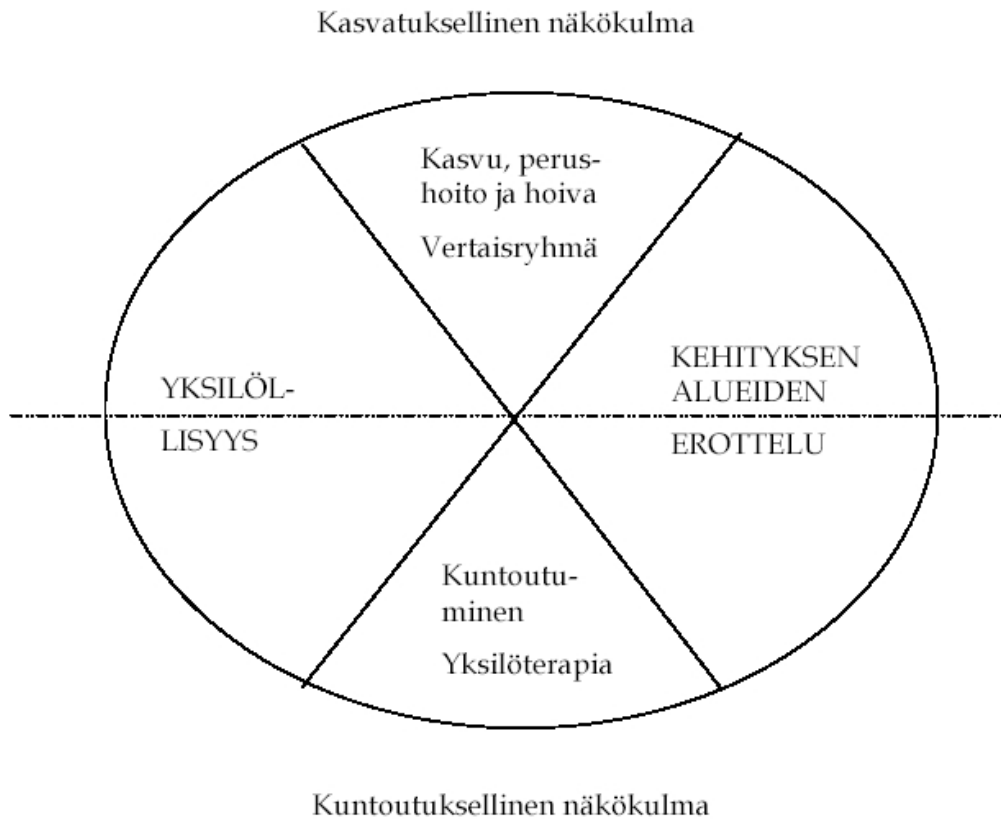 Kasvatuksellinen näkökulma
Kasvu, perus-
hoito ja hoiva
Vertaisryhmä
YKSILÖL-
LISYYS
KEHITYKSEN
ALUEIDEN
EROTTELU
Kuntoutu-
minen
Yksilöterapia
Kuntoutuksellinen näkökulma